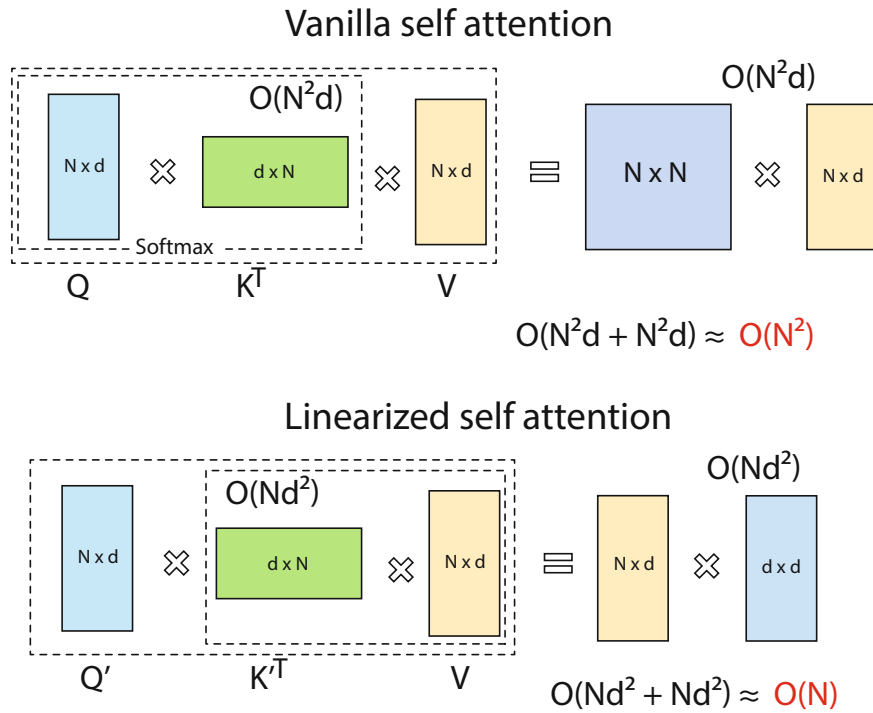 Vanilla self attention
O(N²d)
O(N²d)
N x d
d x N
N x d
N x N
N x d
Softmax
Q
Kᵀ
V
O(N²d + N²d) ≈ O(N²)
Linearized self attention
O(Nd²)
O(Nd²)
N x d
d x N
N x d
N x d
d x d
Q'
K'ᵀ
V
O(Nd² + Nd²) ≈ O(N)